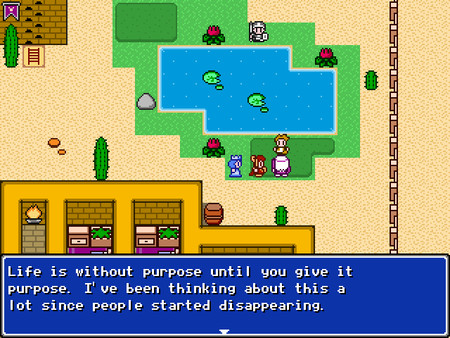 Life is without purpose until you give it
purpose. I've been thinking about this a
lot since people started disappearing.